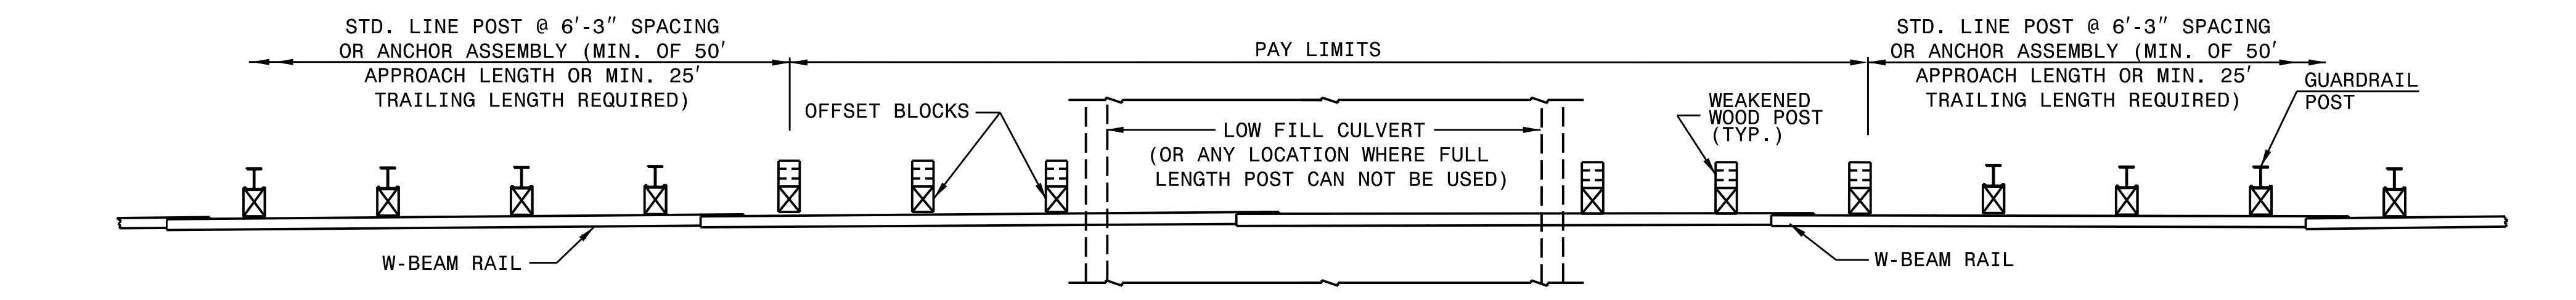 STD. LINE POST @ 6'-3" SPACING
OR ANCHOR ASSEMBLY (MIN. OF 50'
APPROACH LENGTH OR MIN. 25'
TRAILING LENGTH REQUIRED)
PAY LIMITS
STD. LINE POST @ 6'-3" SPACING
OR ANCHOR ASSEMBLY (MIN. OF 50'
APPROACH LENGTH OR MIN. 25'
TRAILING LENGTH REQUIRED)
GUARDRAIL
POST
OFFSET BLOCKS
WEAKENED
WOOD POST
(TYP.)
LOW FILL CULVERT
(OR ANY LOCATION WHERE FULL
LENGTH POST CAN NOT BE USED)
W-BEAM RAIL
W-BEAM RAIL